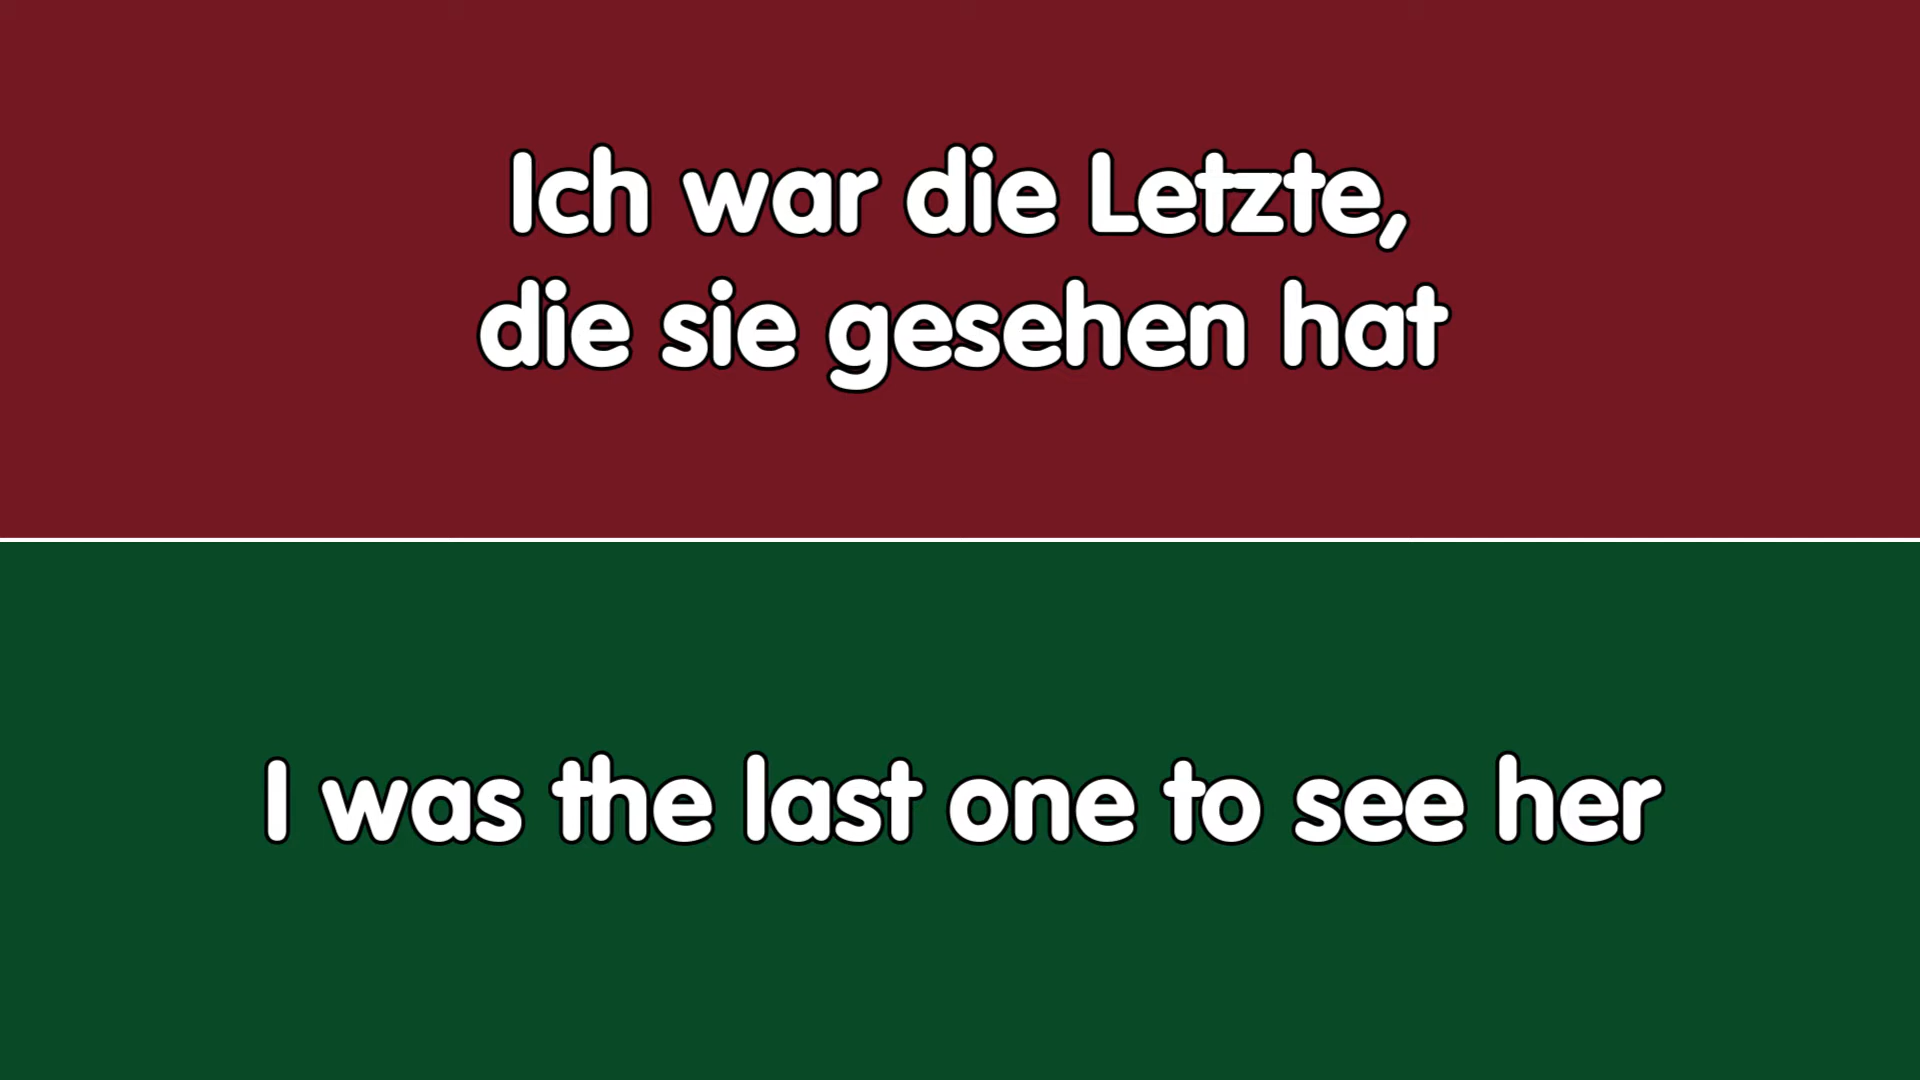 Ich war die Letzte,
die sie gesehen hat
I was the last one to see her